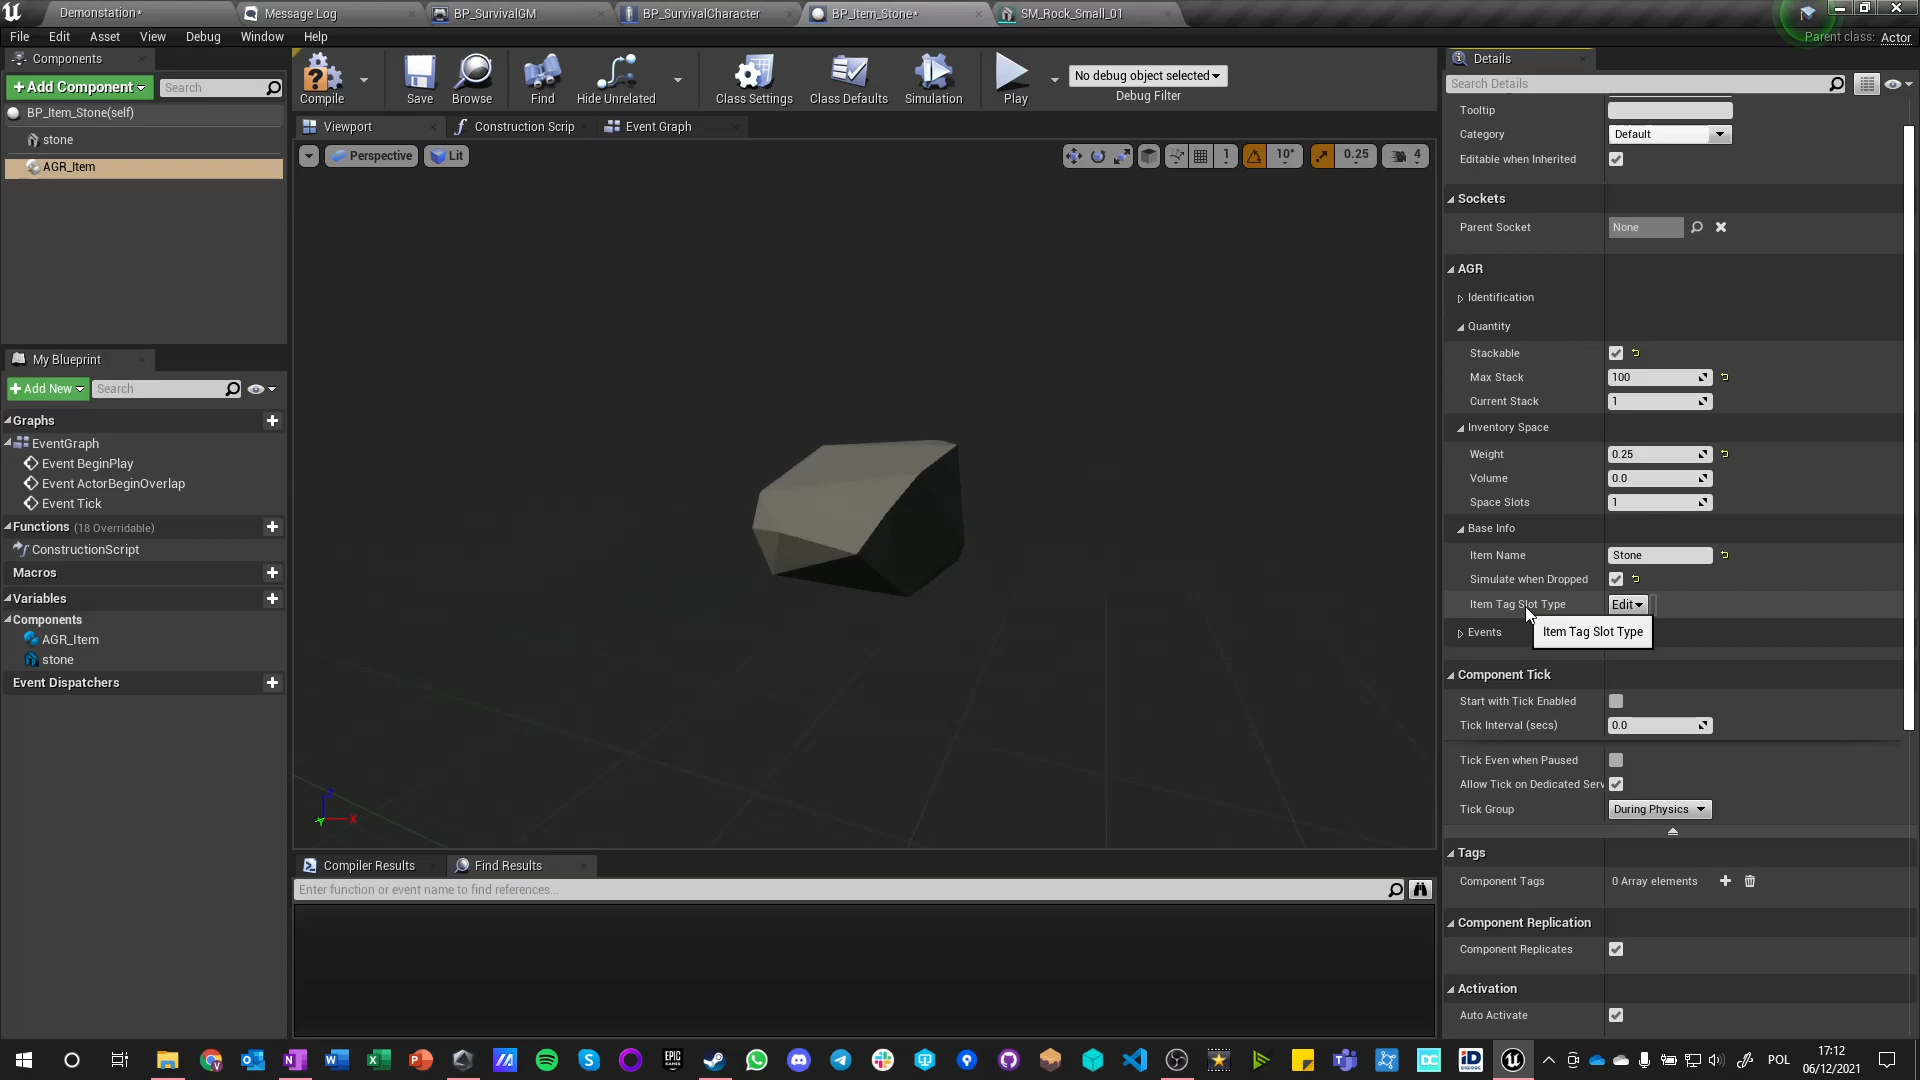 Demonstation*
Message Log
BP_SurvivalGM
BP_SurvivalCharacter
BP_Item_Stone*
SM_Rock_Small_01
File Edit Asset View Debug Window Help
Parent class: Actor
Components
+Add Component
Search
BP_Item_Stone(self)
stone
AGR_Item
Compile
Save
Browse
Find
Hide Unrelated
Class Settings
Class Defaults
Simulation
Play
No debug object selected
Debug Filter
Viewport
Construction Scrip
Event Graph
Perspective
Lit
1
10°
0.25
4
My Blueprint
+Add New
Search
Graphs
EventGraph
Event BeginPlay
Event ActorBeginOverlap
Event Tick
Functions (18 Overridable)
ConstructionScript
Macros
Variables
Components
AGR_Item
stone
Event Dispatchers
Z
X
Y
Compiler Results
Find Results
Enter function or event name to find references...
Details
Search Details
Tooltip
Category Default
Editable when Inherited
Sockets
Parent Socket None
AGR
Identification
Quantity
Stackable
Max Stack 100
Current Stack 1
Inventory Space
Weight 0.25
Volume 0.0
Space Slots 1
Base Info
Item Name Stone
Simulate when Dropped
Item Tag Slot Type Edit
Item Tag Slot Type
Events
Component Tick
Start with Tick Enabled
Tick Interval (secs) 0.0
Tick Even when Paused
Allow Tick on Dedicated Serv
Tick Group During Physics
Tags
Component Tags 0 Array elements
Component Replication
Component Replicates
Activation
Auto Activate
EPIC GAMES
DC
iD
POL
17:12
06/12/2021